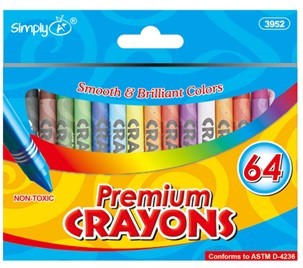 Simply A+
3952
Smooth & Brilliant Colors
CRAYONS
64
NON-TOXIC
Premium
CRAYONS
Conforms to ASTM D-4236